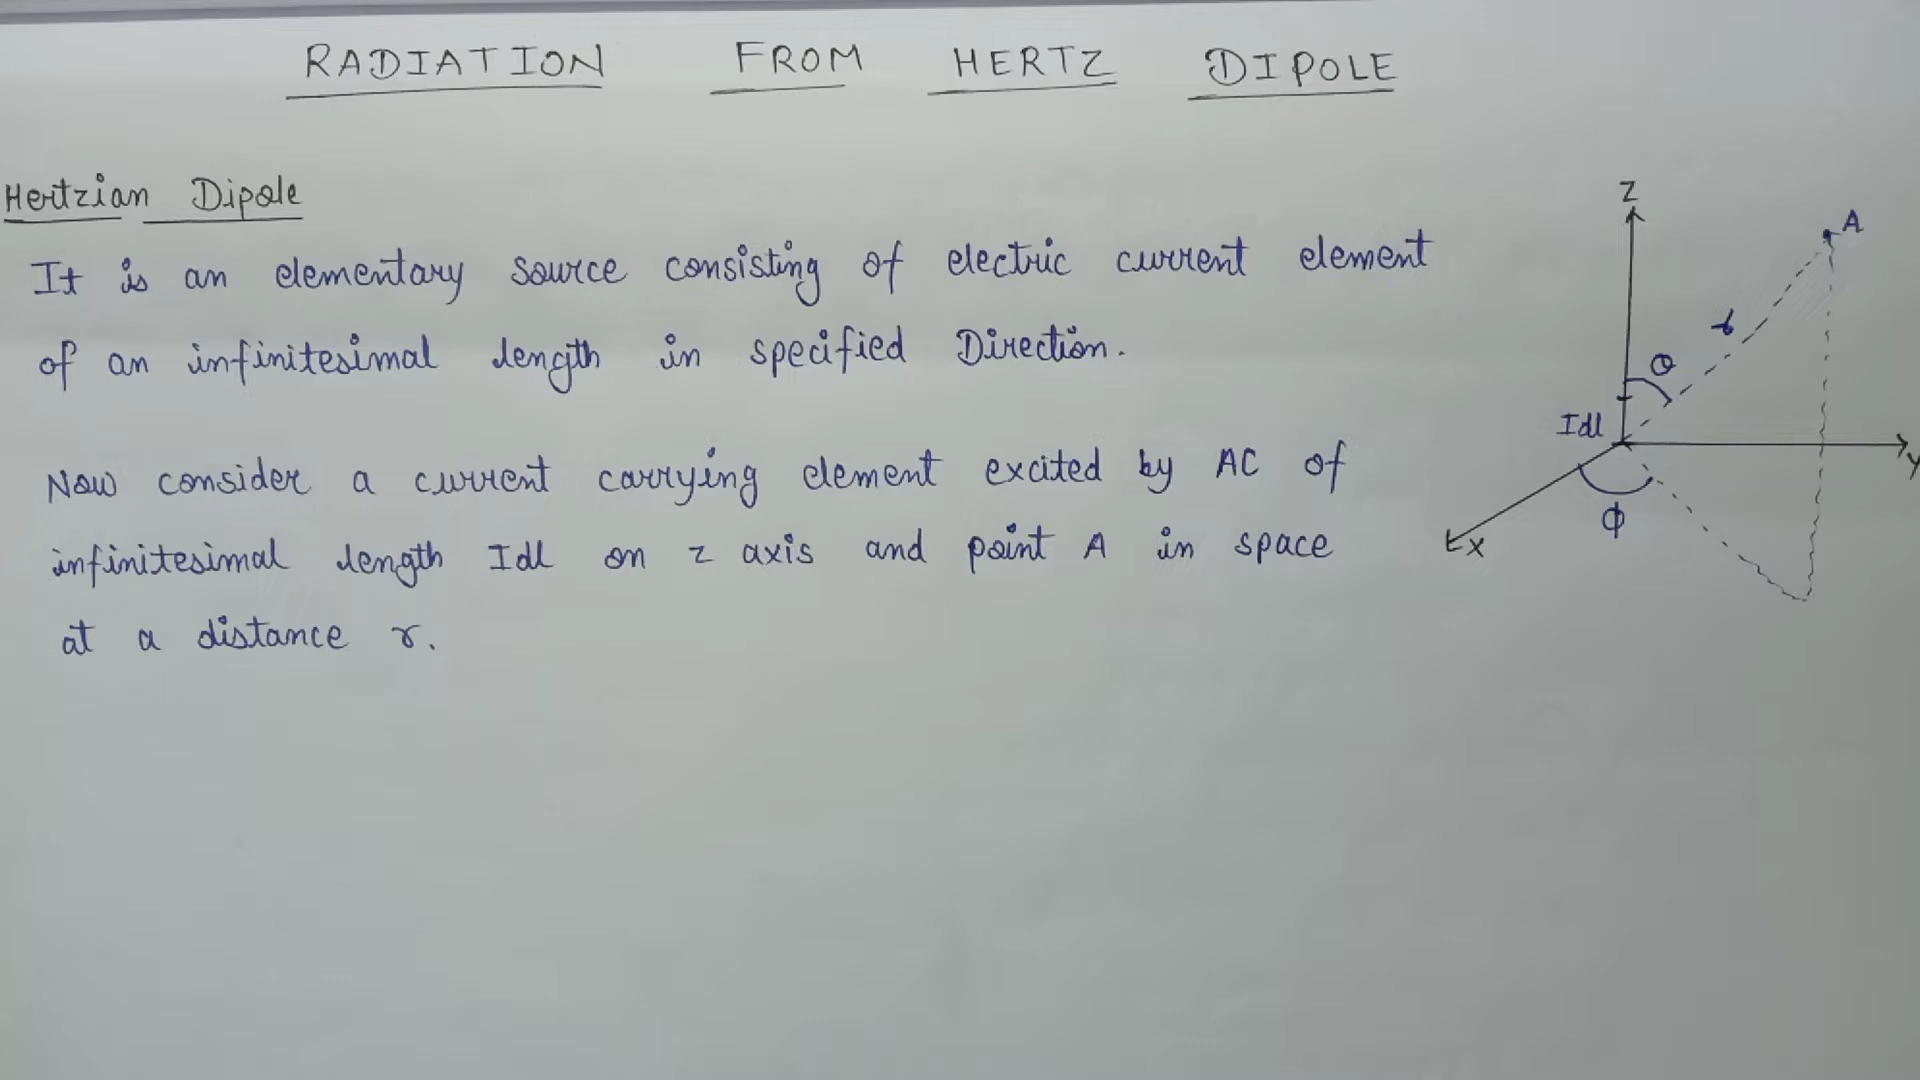 RADIATION FROM HERTZ DIPOLE
Hertzian Dipole
It is an elementary source consisting of electric current element
of an infinitesimal length in specified Direction.
Now consider a current carrying element excited by AC of
infinitesimal length Idl on z axis and point A in space
at a distance r.
Z
A
r
θ
Idl
y
ϕ
x